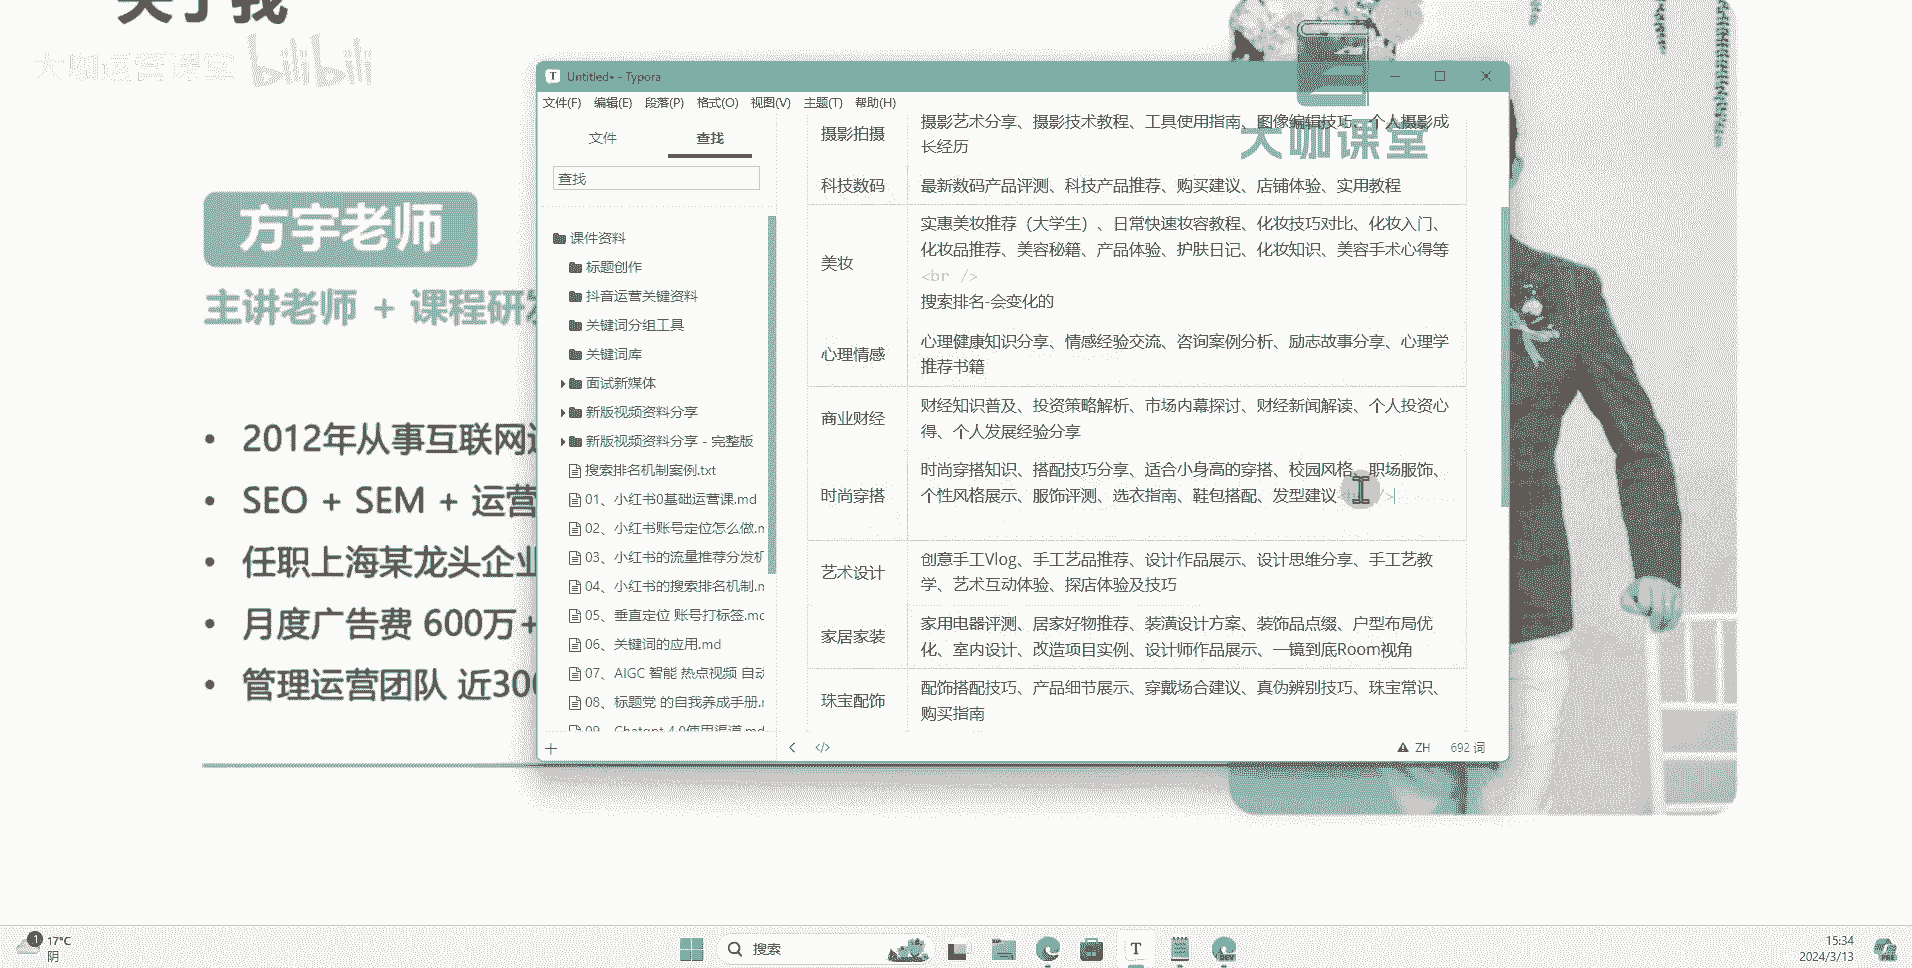 关于我
大咖运营课堂 bilibili
方宇老师
主讲老师 + 课程研发
2012年从事互联网运
SEO + SEM + 运营
任职上海某龙头企业
月度广告费 600万+
管理运营团队 近300
Untitled• - Typora
文件(F) 编辑(E) 段落(P) 格式(O) 视图(V) 主题(T) 帮助(H)
文件 查找
查找
课件资料
标题创作
抖音运营关键资料
关键词分组工具
关键词库
面试新媒体
新版视频资料分享
新版视频资料分享 - 完整版
搜索排名机制案例.txt
01、小红书0基础运营课.md
02、小红书账号定位怎么做.m
03、小红书的流量推荐分发机
04、小红书的搜索排名机制.m
05、垂直定位 账号打标签.md
06、关键词的应用.md
07、AIGC 智能 热点视频 自动
08、标题党 的自我养成手册.m
09、Chatgpt 4.0使用渠道.md
大咖课堂
摄影拍摄
摄影艺术分享、摄影技术教程、工具使用指南、图像编辑技巧、个人摄影成
长经历
科技数码
最新数码产品评测、科技产品推荐、购买建议、店铺体验、实用教程
美妆
实惠美妆推荐（大学生）、日常快速妆容教程、化妆技巧对比、化妆入门、
化妆品推荐、美容秘籍、产品体验、护肤日记、化妆知识、美容手术心得等
<br />
搜索排名-会变化的
心理情感
心理健康知识分享、情感经验交流、咨询案例分析、励志故事分享、心理学
推荐书籍
商业财经
财经知识普及、投资策略解析、市场内幕探讨、财经新闻解读、个人投资心
得、个人发展经验分享
时尚穿搭
时尚穿搭知识、搭配技巧分享、适合小身高的穿搭、校园风格、职场服饰、
个性风格展示、服饰评测、选衣指南、鞋包搭配、发型建议
艺术设计
创意手工Vlog、手工艺品推荐、设计作品展示、设计思维分享、手工艺教
学、艺术互动体验、探店体验及技巧
家居家装
家用电器评测、居家好物推荐、装潢设计方案、装饰品点缀、户型布局优
化、室内设计、改造项目实例、设计师作品展示、一镜到底Room视角
珠宝配饰
配饰搭配技巧、产品细节展示、穿戴场合建议、真伪辨别技巧、珠宝常识、
购买指南
</> ZH 692 词
1 17°C
阴
搜索
15:34
2024/3/13